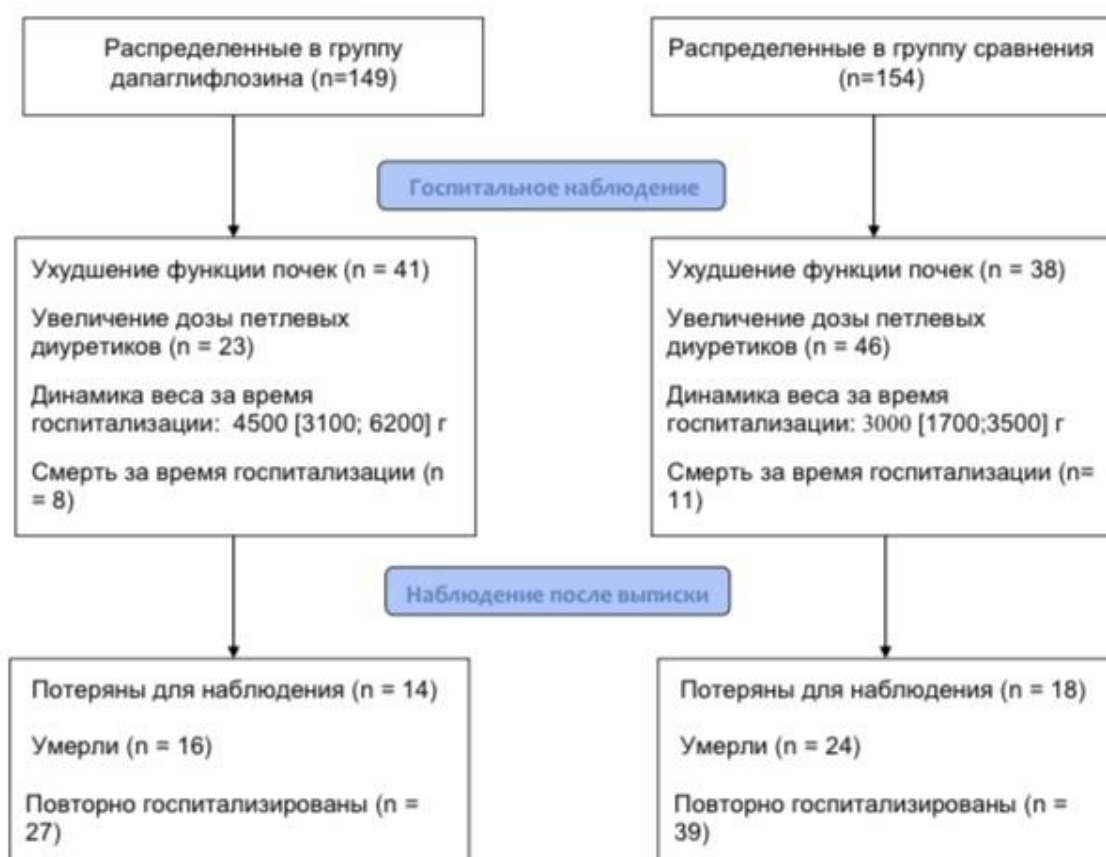 Распределенные в группу
дапаглифлозина (n=149)
Распределенные в группу сравнения
(n=154)
Госпитальное наблюдение
Ухудшение функции почек (n = 41)
Увеличение дозы петлевых
диуретиков (n = 23)
Динамика веса за время
госпитализации:  4500 [3100; 6200] г
Смерть за время госпитализации (n
= 8)
Ухудшение функции почек (n = 38)
Увеличение дозы петлевых
диуретиков (n = 46)
Динамика веса за время
госпитализации: 3000 [1700;3500] г
Смерть за время госпитализации (n=
11)
Наблюдение после выписки
Потеряны для наблюдения (n = 14)
Умерли (n = 16)
Повторно госпитализированы (n =
27)
Потеряны для наблюдения (n = 18)
Умерли (n = 24)
Повторно госпитализированы (n =
39)